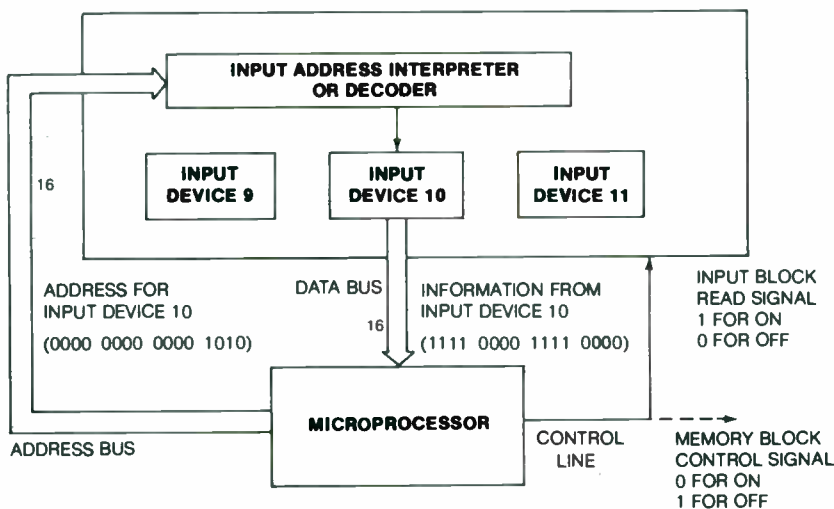 INPUT ADDRESS INTERPRETER
OR DECODER
INPUT
DEVICE 9
INPUT
DEVICE 10
INPUT
DEVICE 11
16
ADDRESS FOR
INPUT DEVICE 10
(0000 0000 0000 1010)
DATA BUS
16
INFORMATION FROM
INPUT DEVICE 10
(1111 0000 1111 0000)
INPUT BLOCK
READ SIGNAL
1 FOR ON
0 FOR OFF
MICROPROCESSOR
ADDRESS BUS
CONTROL
LINE
MEMORY BLOCK
CONTROL SIGNAL
0 FOR ON
1 FOR OFF